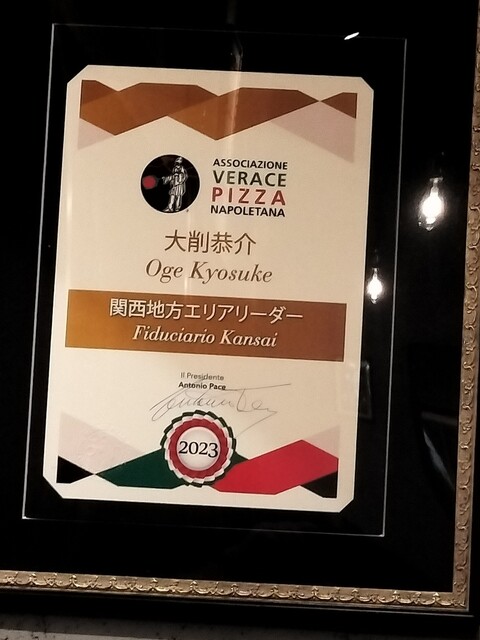 ASSOCIAZIONE
VERACE
PIZZA
NAPOLETANA
大削恭介
Oge Kyosuke
関西地方エリアリーダー
Fiduciario Kansai
Il Presidente
Antonio Pace
2023